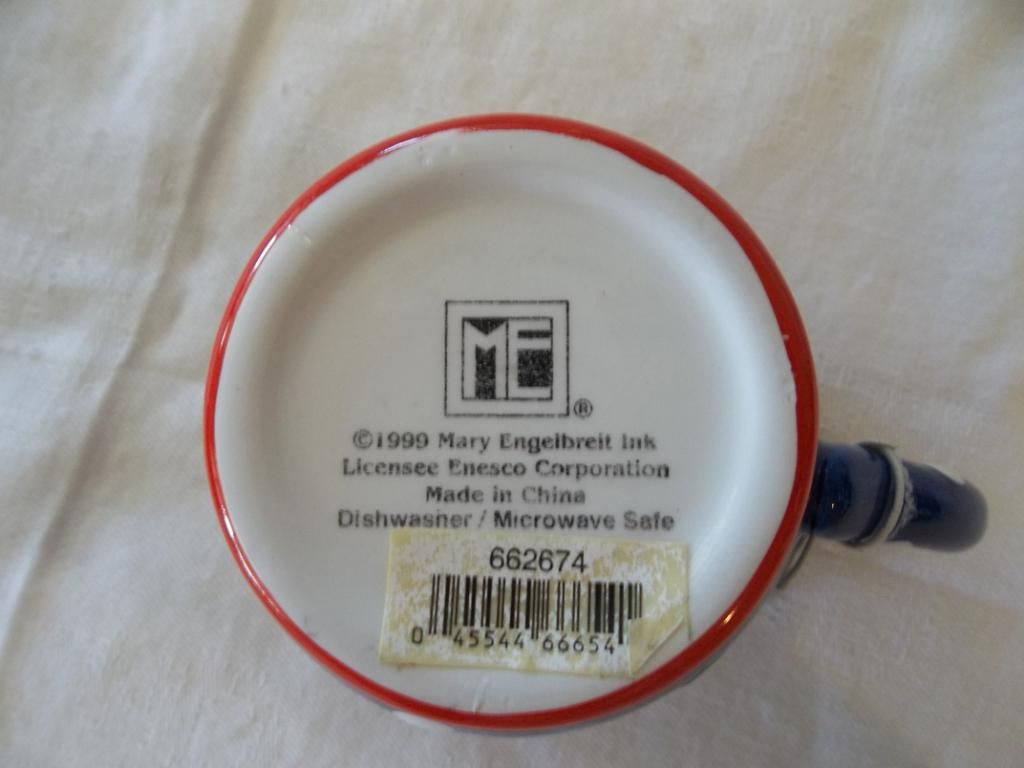 ME
®
©1999 Mary Engelbreit Ink
Licensee Enesco Corporation
Made in China
Dishwasher / Microwave Safe
662674
0 45544 66654